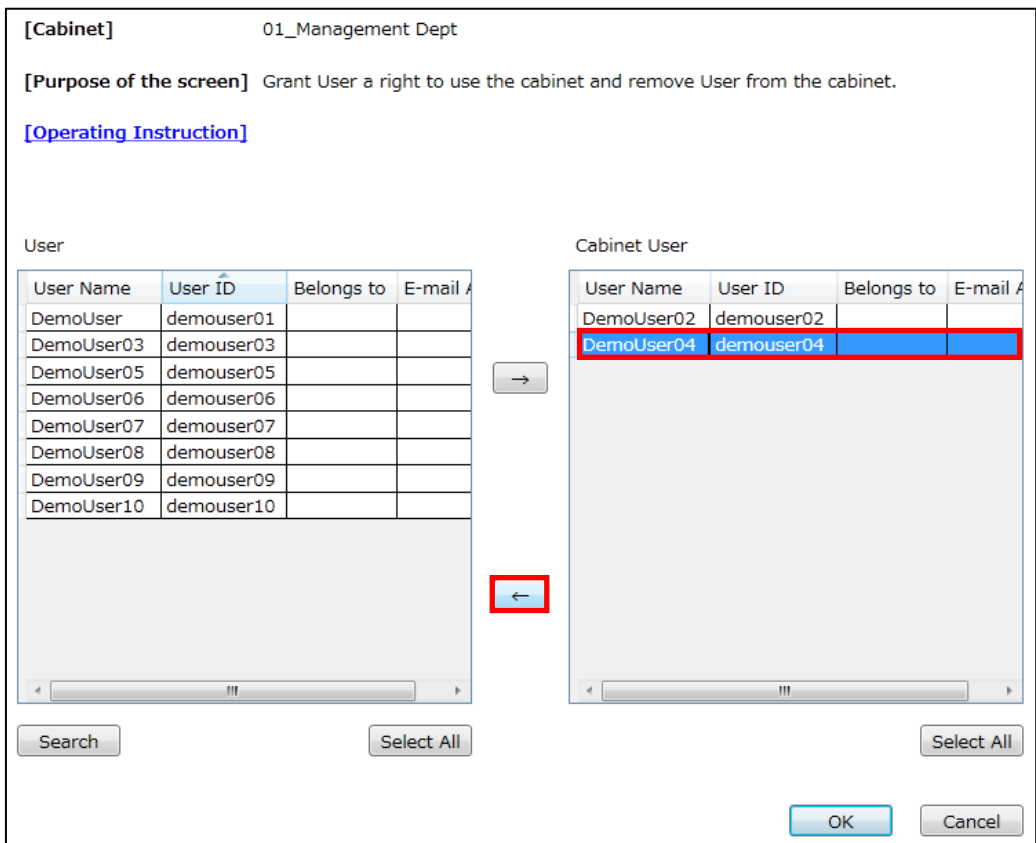 [Cabinet] 01_Management Dept
[Purpose of the screen] Grant User a right to use the cabinet and remove User from the cabinet.
[Operating Instruction]
User
User Name User ID Belongs to E-mail A
DemoUser demouser01
DemoUser03 demouser03
DemoUser05 demouser05
DemoUser06 demouser06
DemoUser07 demouser07
DemoUser08 demouser08
DemoUser09 demouser09
DemoUser10 demouser10
Search Select All
→
←
Cabinet User
User Name User ID Belongs to E-mail A
DemoUser02 demouser02
DemoUser04 demouser04
Select All
OK Cancel